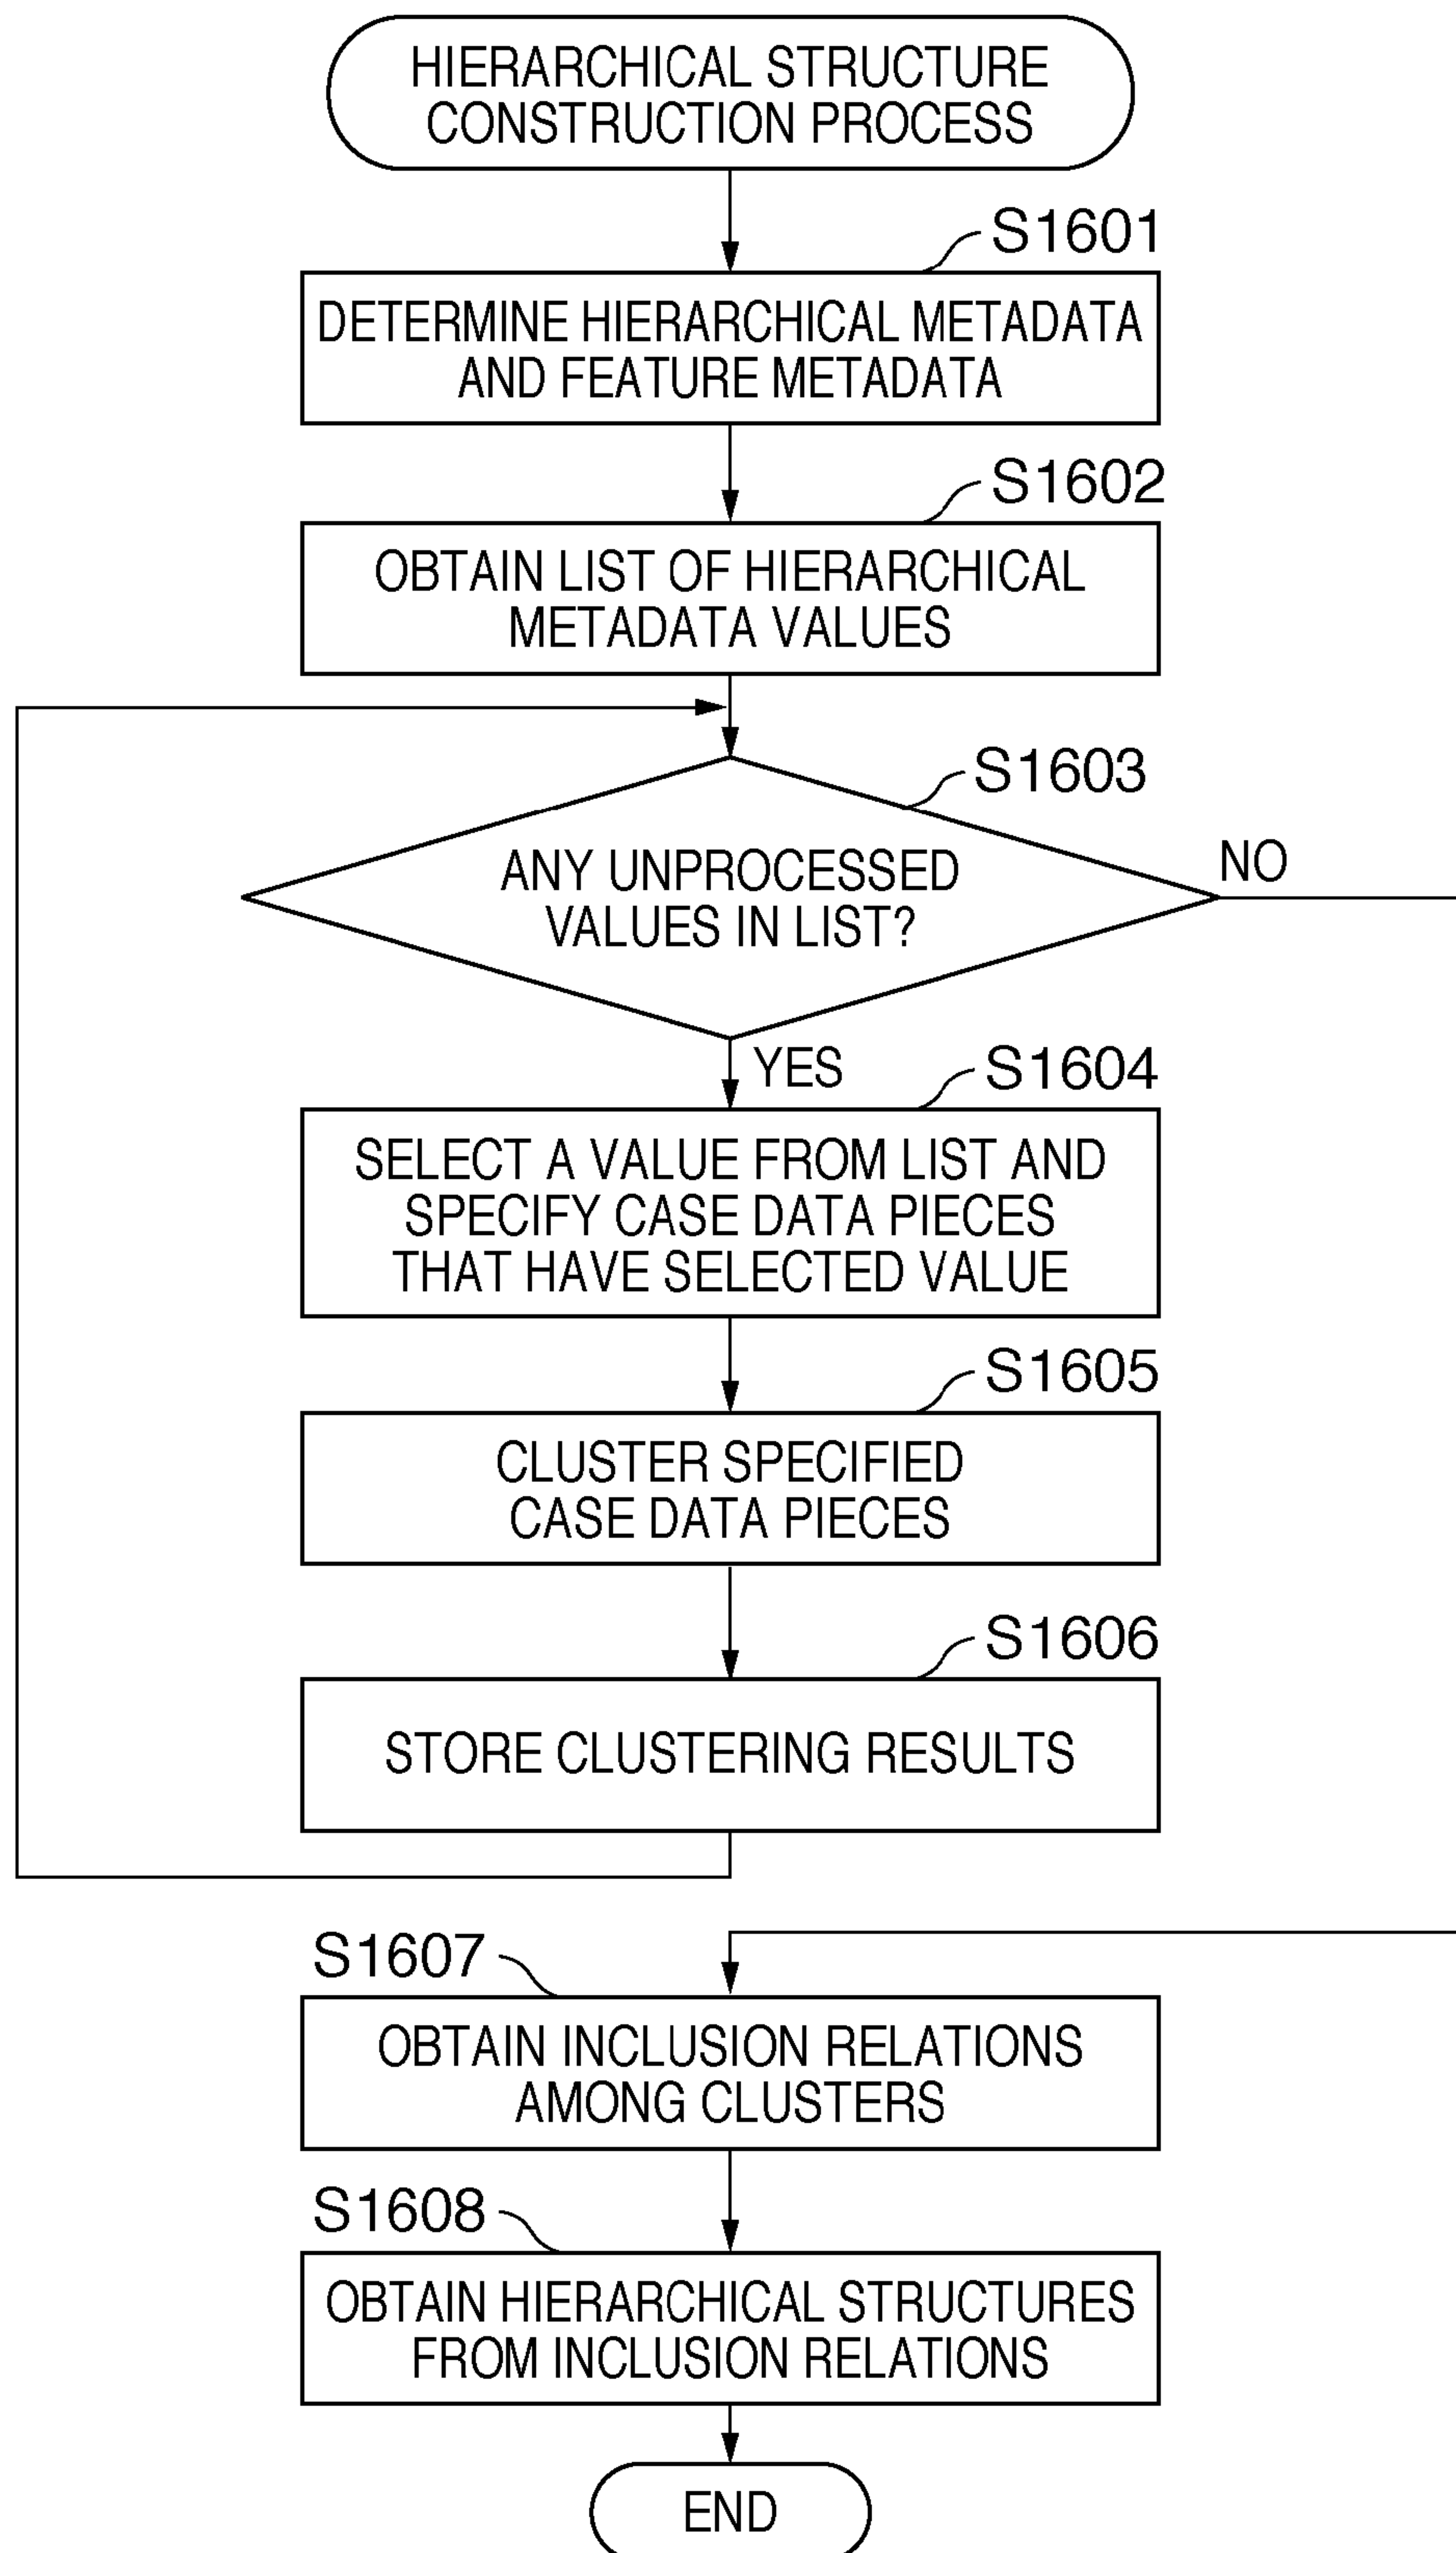 HIERARCHICAL STRUCTURE
CONSTRUCTION PROCESS
S1601
DETERMINE HIERARCHICAL METADATA
AND FEATURE METADATA
S1602
OBTAIN LIST OF HIERARCHICAL
METADATA VALUES
S1603
ANY UNPROCESSED
VALUES IN LIST?
NO
YES
S1604
SELECT A VALUE FROM LIST AND
SPECIFY CASE DATA PIECES
THAT HAVE SELECTED VALUE
S1605
CLUSTER SPECIFIED
CASE DATA PIECES
S1606
STORE CLUSTERING RESULTS
S1607
OBTAIN INCLUSION RELATIONS
AMONG CLUSTERS
S1608
OBTAIN HIERARCHICAL STRUCTURES
FROM INCLUSION RELATIONS
END